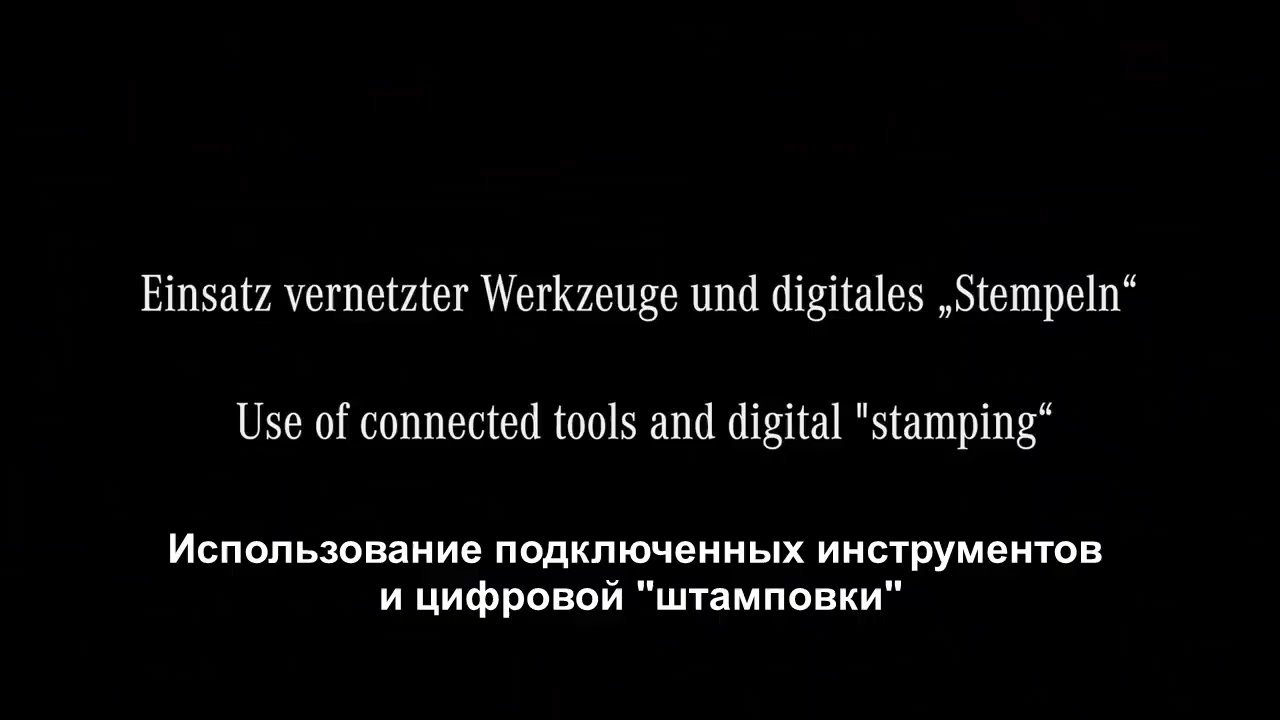 Einsatz vernetzter Werkzeuge und digitales „Stempeln“
Use of connected tools and digital "stamping“
Использование подключенных инструментов
и цифровой "штамповки"